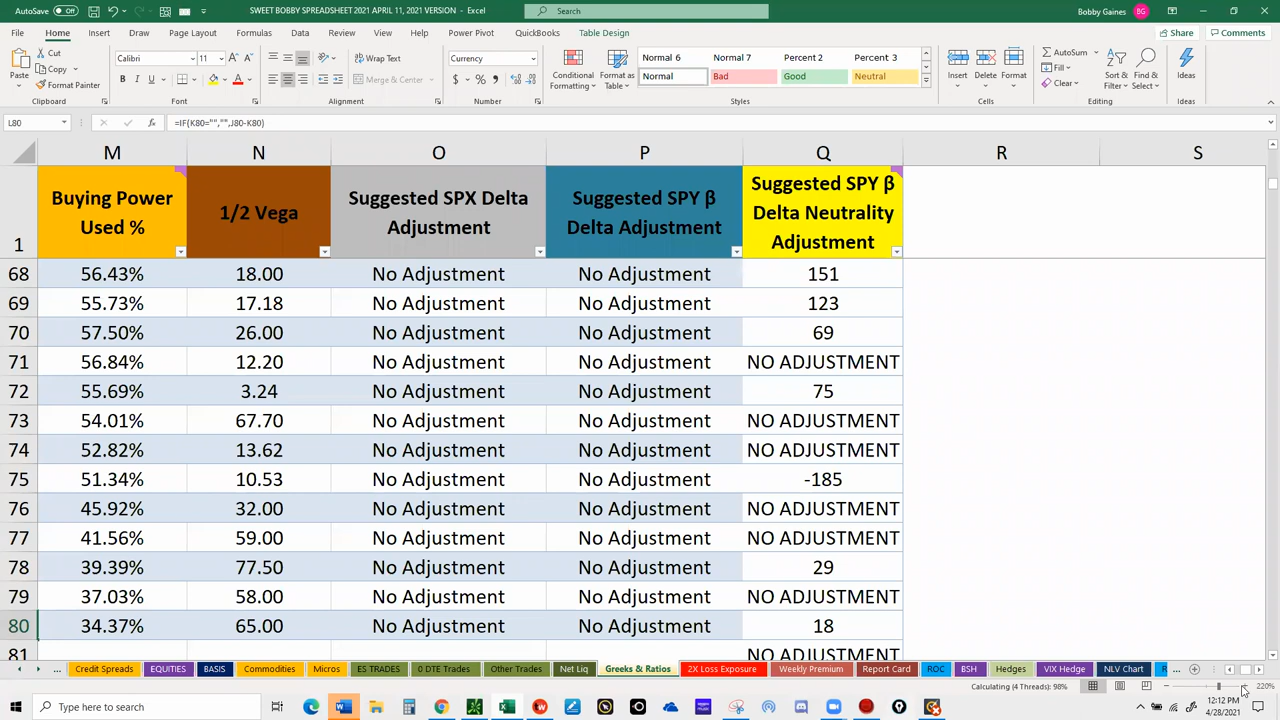 AutoSave Off SWEET BOBBY SPREADSHEET 2021 APRIL 11, 2021 VERSION - Excel Search Bobby Gaines BG
File Home Insert Draw Page Layout Formulas Data Review View Help Power Pivot QuickBooks Table Design Share Comments
Paste Cut Copy Format Painter Clipboard
Calibri 11 B I U A A Font
Wrap Text Merge & Center Alignment
Currency $ % Number
Conditional Formatting Format as Table
Normal 6 Normal 7 Percent 2 Percent 3
Normal Bad Good Neutral
Styles
Insert Delete Format Cells
AutoSum Fill Clear Sort & Filter Find & Select Editing
Ideas Ideas
L80 fx =IF(K80="","",J80-K80)
M N O P Q R S
1 Buying Power Used % 1/2 Vega Suggested SPX Delta Adjustment Suggested SPY β Delta Adjustment Suggested SPY β Delta Neutrality Adjustment
68 56.43% 18.00 No Adjustment No Adjustment 151
69 55.73% 17.18 No Adjustment No Adjustment 123
70 57.50% 26.00 No Adjustment No Adjustment 69
71 56.84% 12.20 No Adjustment No Adjustment NO ADJUSTMENT
72 55.69% 3.24 No Adjustment No Adjustment 75
73 54.01% 67.70 No Adjustment No Adjustment NO ADJUSTMENT
74 52.82% 13.62 No Adjustment No Adjustment NO ADJUSTMENT
75 51.34% 10.53 No Adjustment No Adjustment -185
76 45.92% 32.00 No Adjustment No Adjustment NO ADJUSTMENT
77 41.56% 59.00 No Adjustment No Adjustment NO ADJUSTMENT
78 39.39% 77.50 No Adjustment No Adjustment 29
79 37.03% 58.00 No Adjustment No Adjustment NO ADJUSTMENT
80 34.37% 65.00 No Adjustment No Adjustment 18
81 NO ADJUSTMENT
... Credit Spreads EQUITIES BASIS Commodities Micros ES TRADES 0 DTE Trades Other Trades Net Liq Greeks & Ratios 2X Loss Exposure Weekly Premium Report Card ROC BSH Hedges VIX Hedge NLV Chart R ...
Calculating (4 Threads): 98% 220%
Type here to search 12:12 PM
4/28/2021